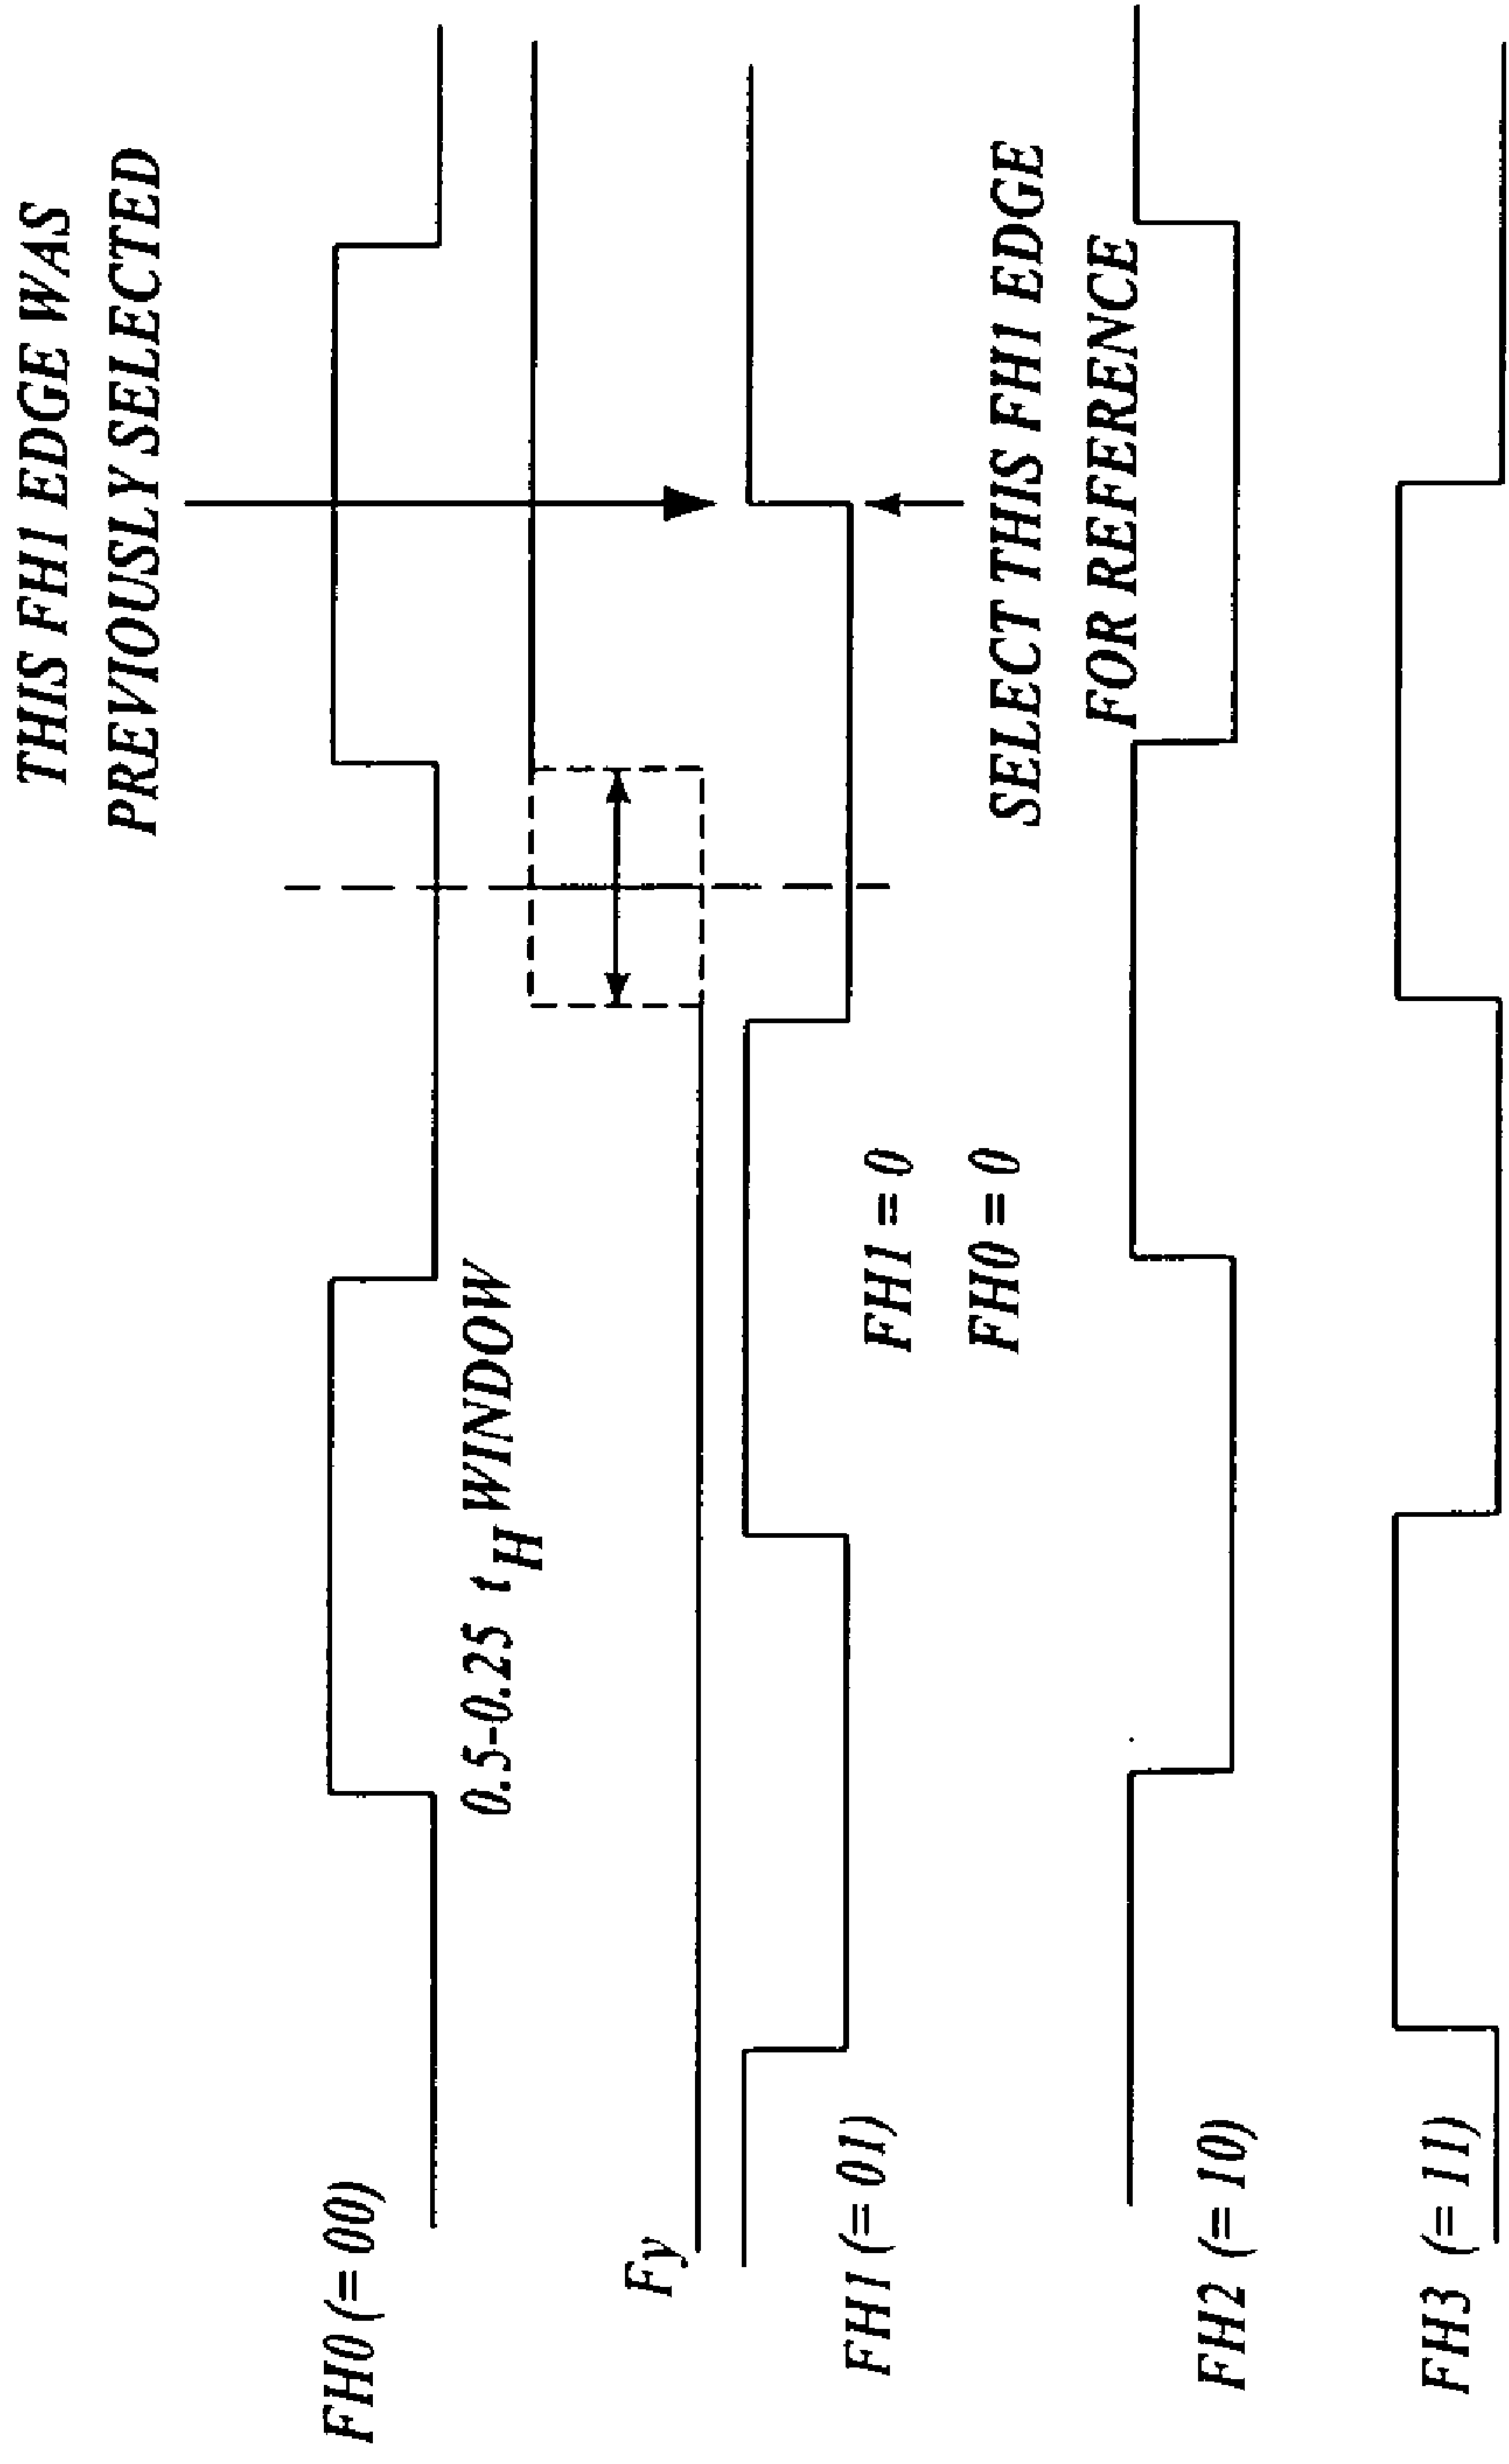 THIS FH1 EDGE WAS
PREVIOUSLY SELECTED
FH0 (= 00)
0.5-0.25 tH WINDOW
Fy
FH1 (= 01)
FH1 = 0
FH0 = 0
SELECT THIS FH1 EDGE
FOR REFERENCE
FH2 (= 10)
FH3 (= 11)